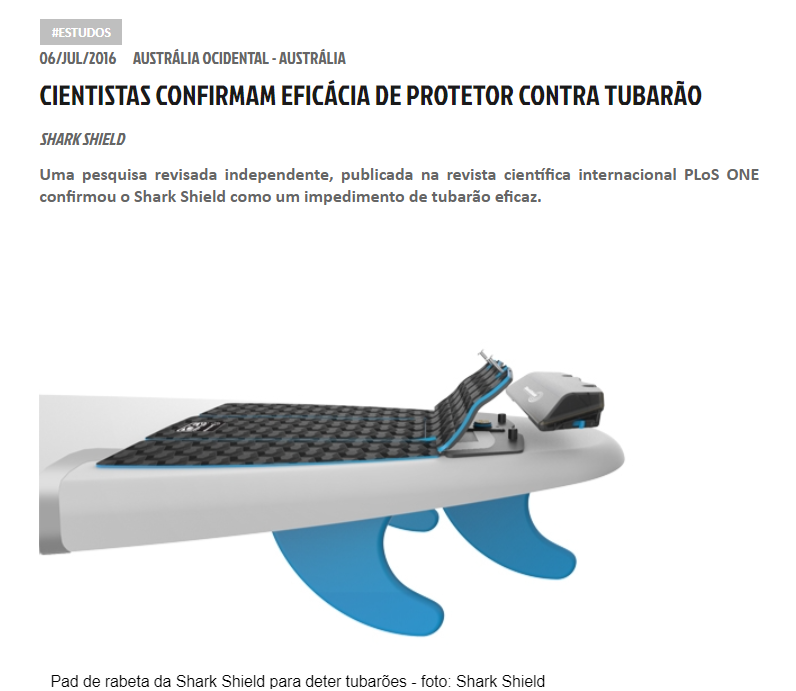 #ESTUDOS
06/JUL/2016 AUSTRÁLIA OCIDENTAL - AUSTRÁLIA
CIENTISTAS CONFIRMAM EFICÁCIA DE PROTETOR CONTRA TUBARÃO
SHARK SHIELD
Uma pesquisa revisada independente, publicada na revista científica internacional PLoS ONE
confirmou o Shark Shield como um impedimento de tubarão eficaz.
Pad de rabeta da Shark Shield para deter tubarões - foto: Shark Shield